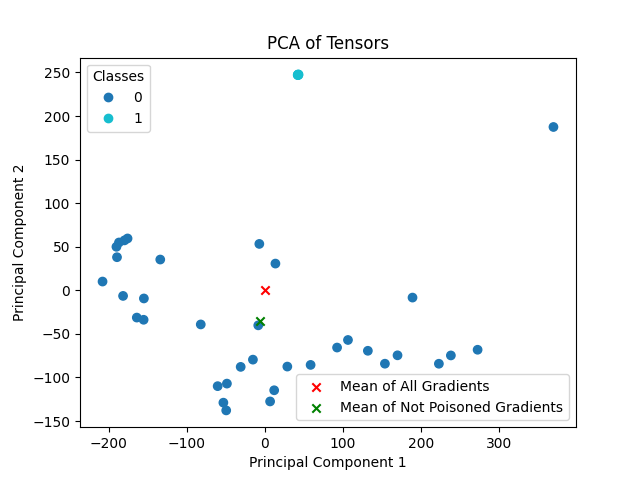 PCA of Tensors
Classes
0
1
250
200
150
100
50
0
−50
−100
−150
Principal Component 2
Mean of All Gradients
Mean of Not Poisoned Gradients
−200
−100
0
100
200
300
Principal Component 1